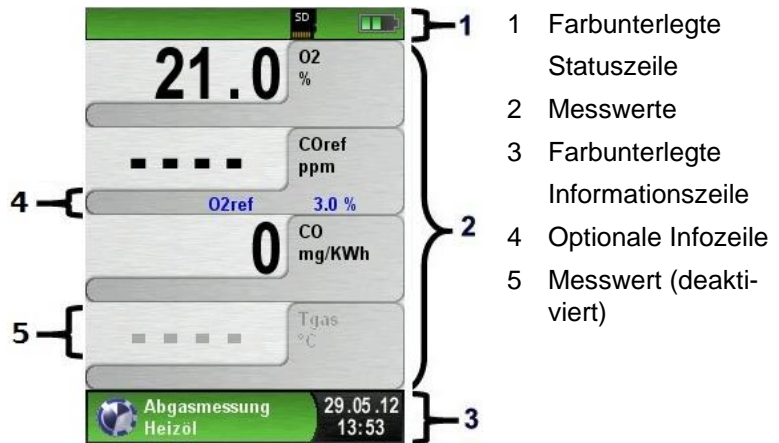 SD
1
21.0 O2
%
- - - - COref
ppm
4
O2ref 3.0 %
0 CO
mg/KWh
2
5
- - - - Tgas
°C
Abgasmessung 29.05.12
Heizöl 13:53
3
1 Farbunterlegte
Statuszeile
2 Messwerte
3 Farbunterlegte
Informationszeile
4 Optionale Infozeile
5 Messwert (deakti-
viert)